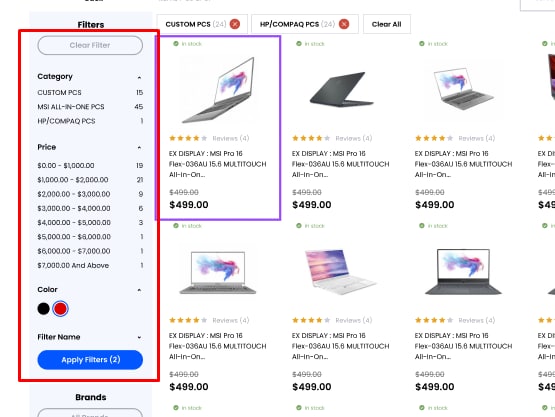 CUSTOM PCS (24)
HP/COMPAQ PCS (24)
Clear All
Filters
Clear Filter
Category
CUSTOM PCS 15
MSI ALL-IN-ONE PCS 45
HP/COMPAQ PCS 1
Price
$0.00 - $1,000.00 19
$1,000.00 - $2,000.00 21
$2,000.00 - $3,000.00 9
$3,000.00 - $4,000.00 6
$4,000.00 - $5,000.00 3
$5,000.00 - $6,000.00 1
$6,000.00 - $7,000.00 1
$7,000.00 And Above 1
Color
Filter Name
Apply Filters (2)
Brands
in stock
Reviews (4)
EX DISPLAY : MSI Pro 16
Flex-036AU 15.6 MULTITOUCH
All-In-On...
$499.00
$499.00
in stock
Reviews (4)
EX DISPLAY : MSI Pro 16
Flex-036AU 15.6 MULTITOUCH
All-In-On...
$499.00
$499.00
in stock
Reviews (4)
EX DISPLAY : MSI Pro 16
Flex-036AU 15.6 MULTITOUCH
All-In-On...
$499.00
$499.00
in stock
Reviews (4)
EX DISPLAY : MSI Pro 16
Flex-036AU 15.6 MULTITOUCH
All-In-On...
$499.00
$499.00
in stock
Reviews (4)
EX DISPLAY : MSI Pro 16
Flex-036AU 15.6 MULTITOUCH
All-In-On...
$499.00
$499.00
in stock
Reviews (4)
EX DISPLAY : MSI Pro 16
Flex-036AU 15.6 MULTITOUCH
All-In-On...
$499.00
$499.00
in stock
in stock
in stock